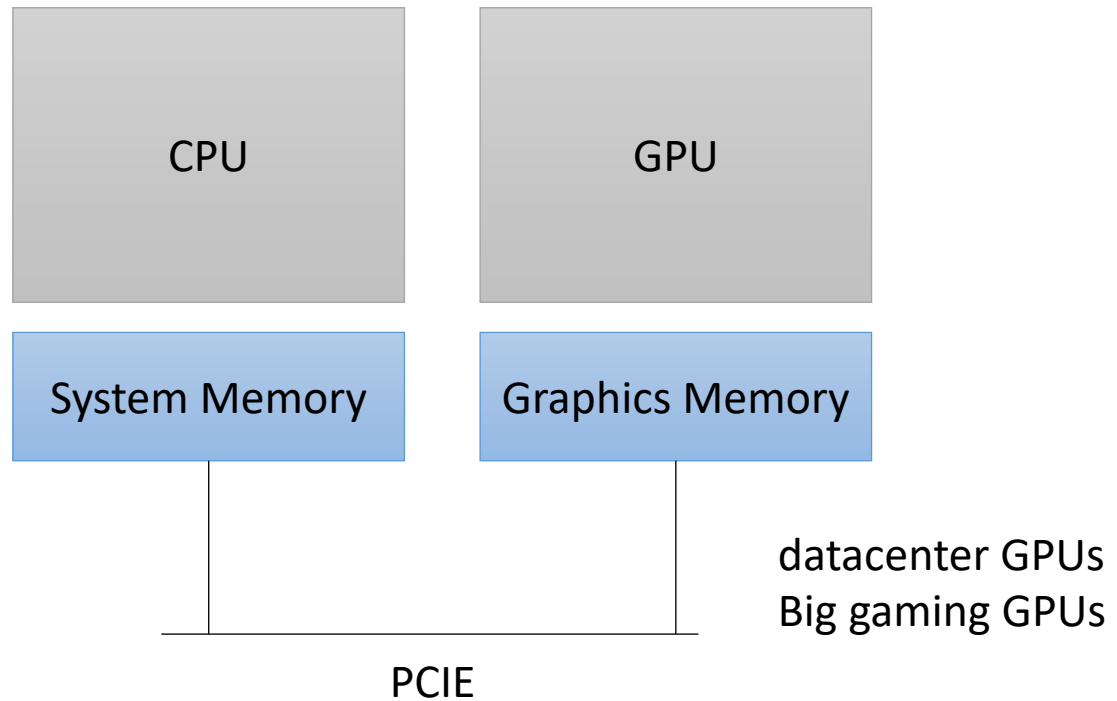 CPU
GPU
System Memory
Graphics Memory
datacenter GPUs
Big gaming GPUs
PCIE